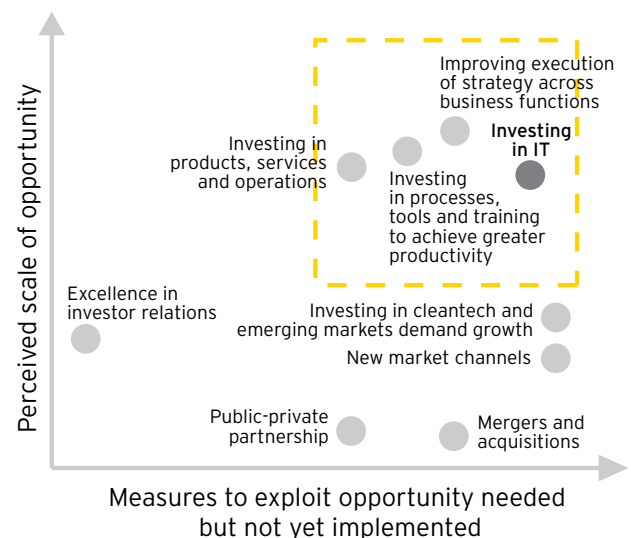 Perceived scale of opportunity
Improving execution
of strategy across
business functions
Investing in
products, services
and operations
Investing
in IT
Investing
in processes,
tools and training
to achieve greater
productivity
Excellence in
investor relations
Investing in cleantech and
emerging markets demand growth
New market channels
Public-private
partnership
Mergers and
acquisitions
Measures to exploit opportunity needed
but not yet implemented